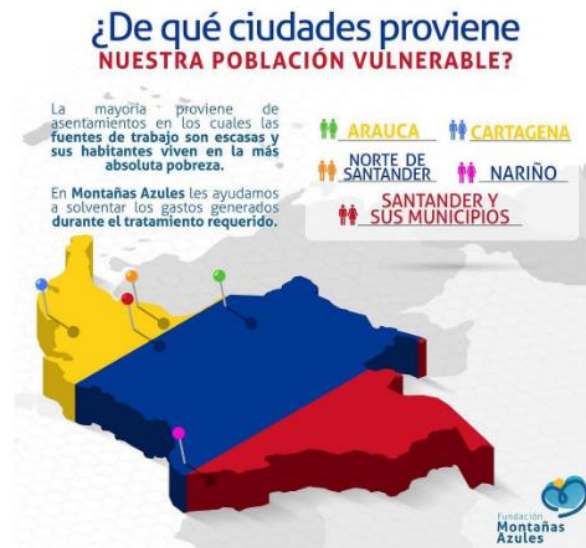 ¿De qué ciudades proviene
NUESTRA POBLACIÓN VULNERABLE?
La mayoría proviene de
asentamientos en los cuales las
fuentes de trabajo son escasas y
sus habitantes viven en la más
absoluta pobreza.
En Montañas Azules les ayudamos
a solventar los gastos generados
durante el tratamiento requerido.
ARAUCA
CARTAGENA
NORTE DE
SANTANDER
NARIÑO
SANTANDER Y
SUS MUNICIPIOS
Fundación
Montañas
Azules